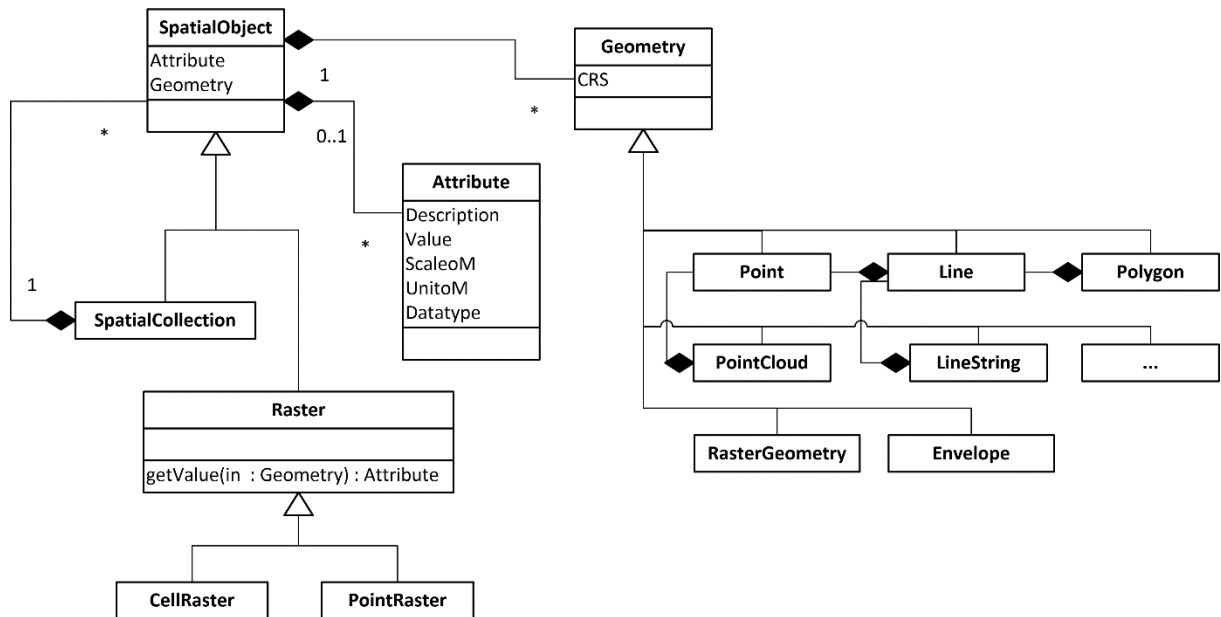 SpatialObject
Attribute
Geometry
1
*
0..1
*
*
1
Geometry
CRS
Attribute
Description
Value
ScaleoM
UnitoM
Datatype
SpatialCollection
Point
Line
Polygon
PointCloud
LineString
...
Raster
getValue(in : Geometry) : Attribute
RasterGeometry
Envelope
CellRaster
PointRaster